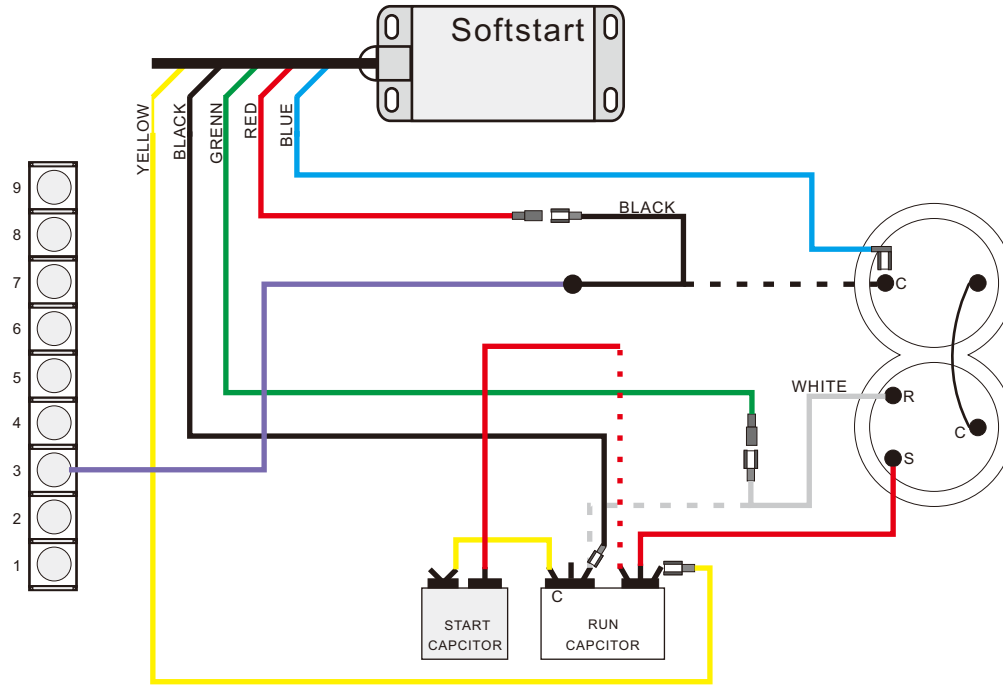 Softstart
YELLOW
BLACK
GRENN
RED
BLUE
BLACK
9
8
7
6
5
4
3
2
1
C
WHITE
R
C
S
C
START
CAPCITOR
RUN
CAPCITOR